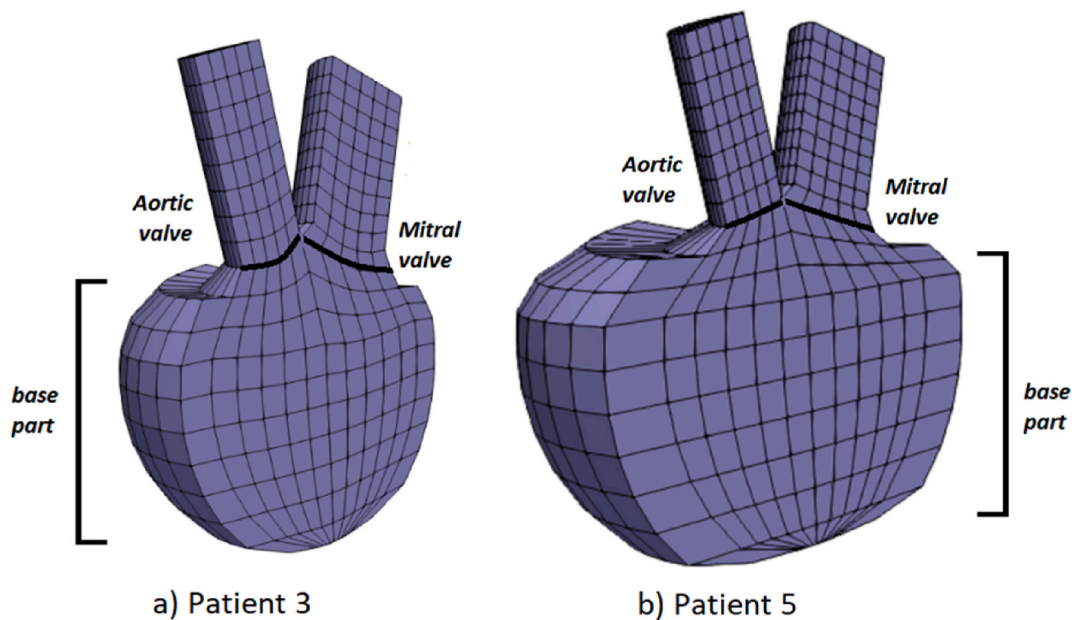 Aortic
valve
Mitral
valve
base
part
a) Patient 3
Aortic
valve
Mitral
valve
base
part
b) Patient 5